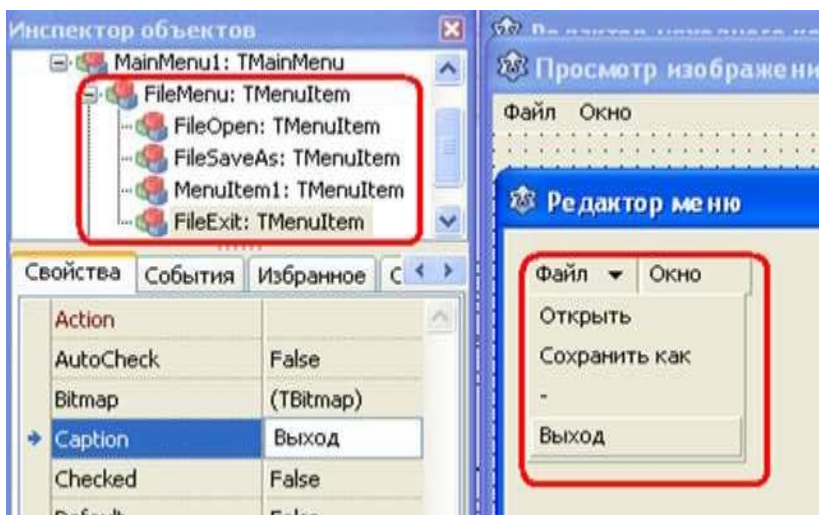 Инспектор объектов
MainMenu1: TMainMenu
FileMenu: TMenuItem
FileOpen: TMenuItem
FileSaveAs: TMenuItem
MenuItem1: TMenuItem
FileExit: TMenuItem
Свойства События Избранное С
Action
AutoCheck False
Bitmap (TBitmap)
Caption Выход
Checked False
Просмотр изображени
Файл Окно
Редактор меню
Файл Окно
Открыть
Сохранить как
-
Выход